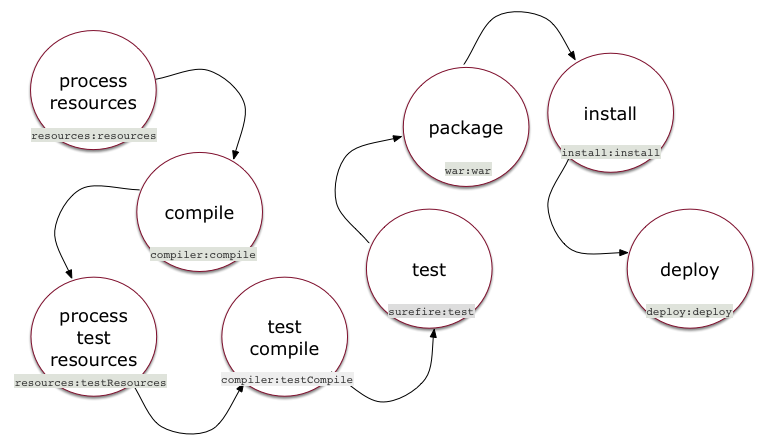 process
resources
resources:resources
compile
compiler:compile
process
test
resources
resources:testResources
test
compile
compiler:testCompile
test
surefire:test
package
war:war
install
install:install
deploy
deploy:deploy